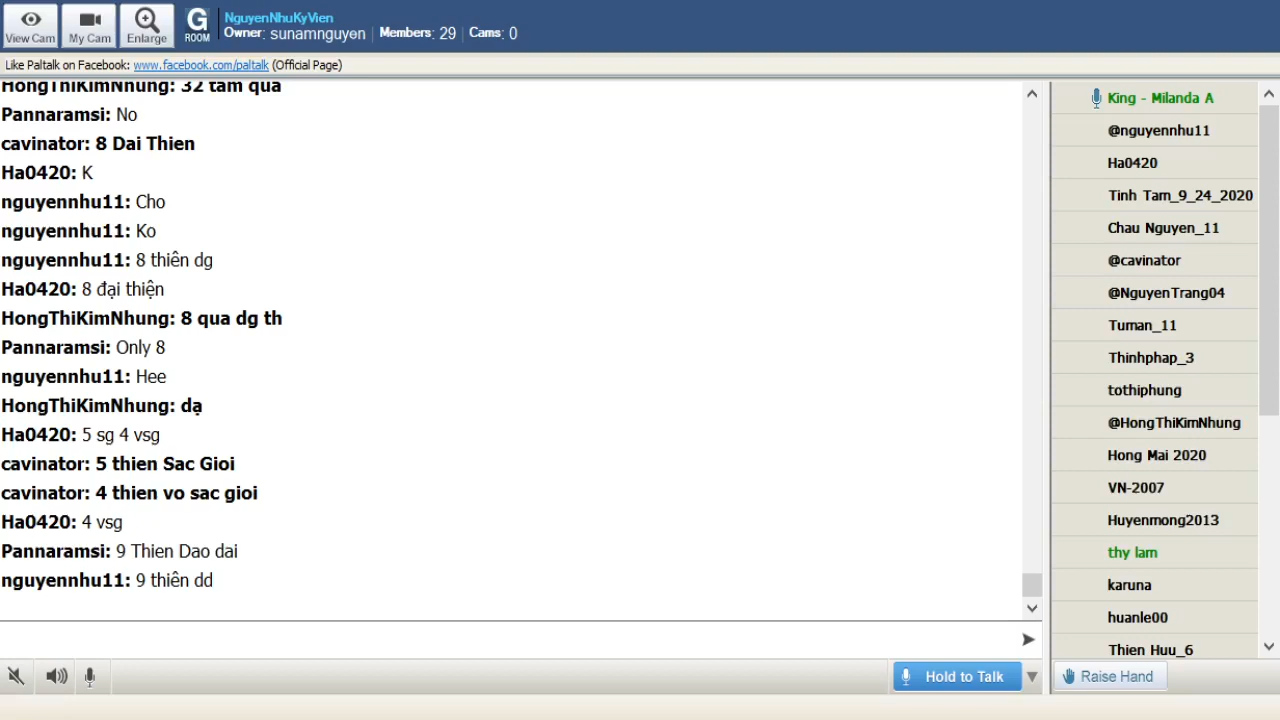 View Cam
My Cam
Enlarge
G
ROOM
NguyenNhuKyVien
Owner: sunamnguyen
Members: 29
Cams: 0
Like Paltalk on Facebook: www.facebook.com/paltalk (Official Page)
HongThiKimNhung: 32 tam qua
Pannaramsi: No
cavinator: 8 Dai Thien
Ha0420: K
nguyennhu11: Cho
nguyennhu11: Ko
nguyennhu11: 8 thiên dg
Ha0420: 8 đại thiện
HongThiKimNhung: 8 qua dg th
Pannaramsi: Only 8
nguyennhu11: Hee
HongThiKimNhung: dạ
Ha0420: 5 sg 4 vsg
cavinator: 5 thien Sac Gioi
cavinator: 4 thien vo sac gioi
Ha0420: 4 vsg
Pannaramsi: 9 Thien Dao dai
nguyennhu11: 9 thiên dd
King - Milanda A
@nguyennhu11
Ha0420
Tinh Tam_9_24_2020
Chau Nguyen_11
@cavinator
@NguyenTrang04
Tuman_11
Thinhphap_3
tothiphung
@HongThiKimNhung
Hong Mai 2020
VN-2007
Huyenmong2013
thy lam
karuna
huanle00
Thien Huu_6
Hold to Talk
Raise Hand